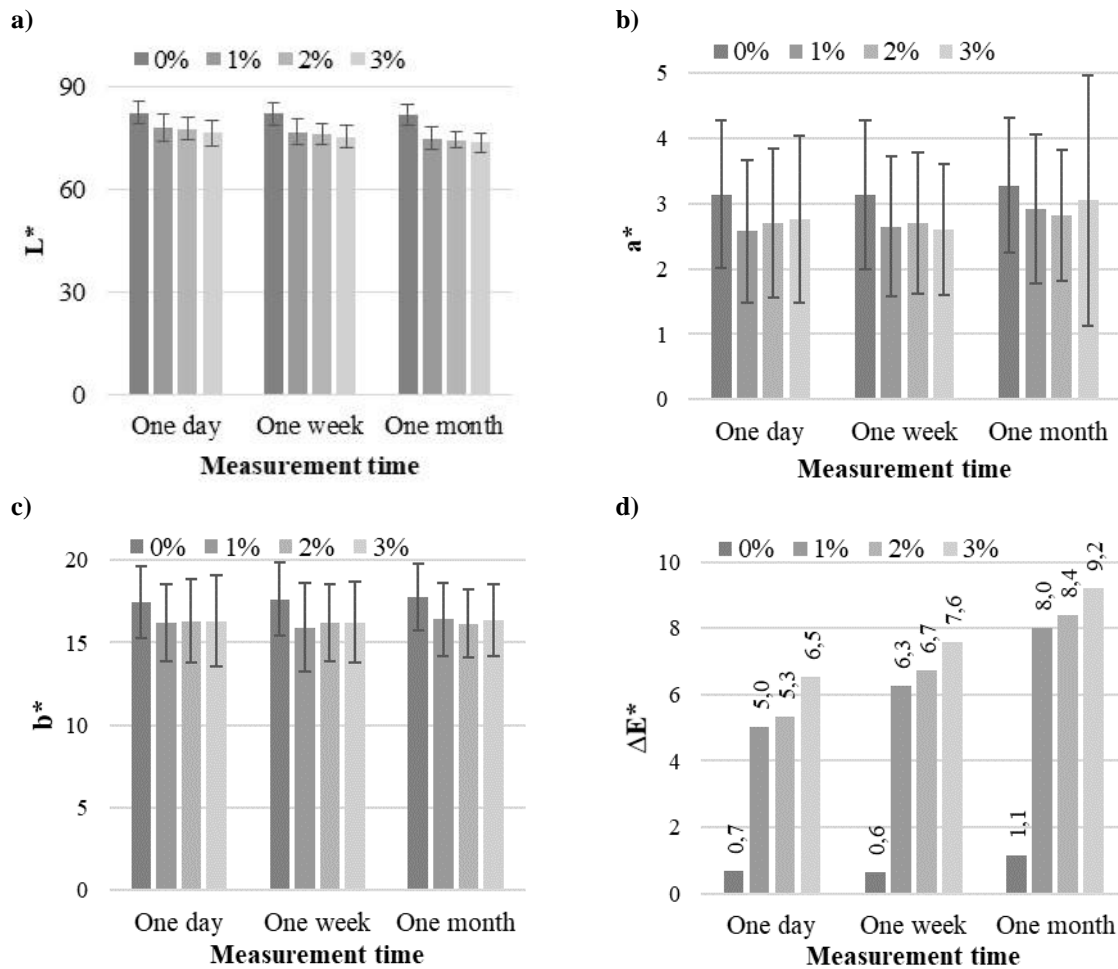 a)
0% 1% 2% 3%
90
60
30
0
L*
One day One week One month
Measurement time
b)
0% 1% 2% 3%
5
4
3
2
1
0
a*
One day One week One month
Measurement time
c)
0% 1% 2% 3%
20
15
10
5
0
b*
One day One week One month
Measurement time
d)
0% 1% 2% 3%
10
8
6
4
2
0
ΔE*
0,7 5,0 5,3 6,5 0,6 6,3 6,7 7,6 1,1 8,0 8,4 9,2
One day One week One month
Measurement time